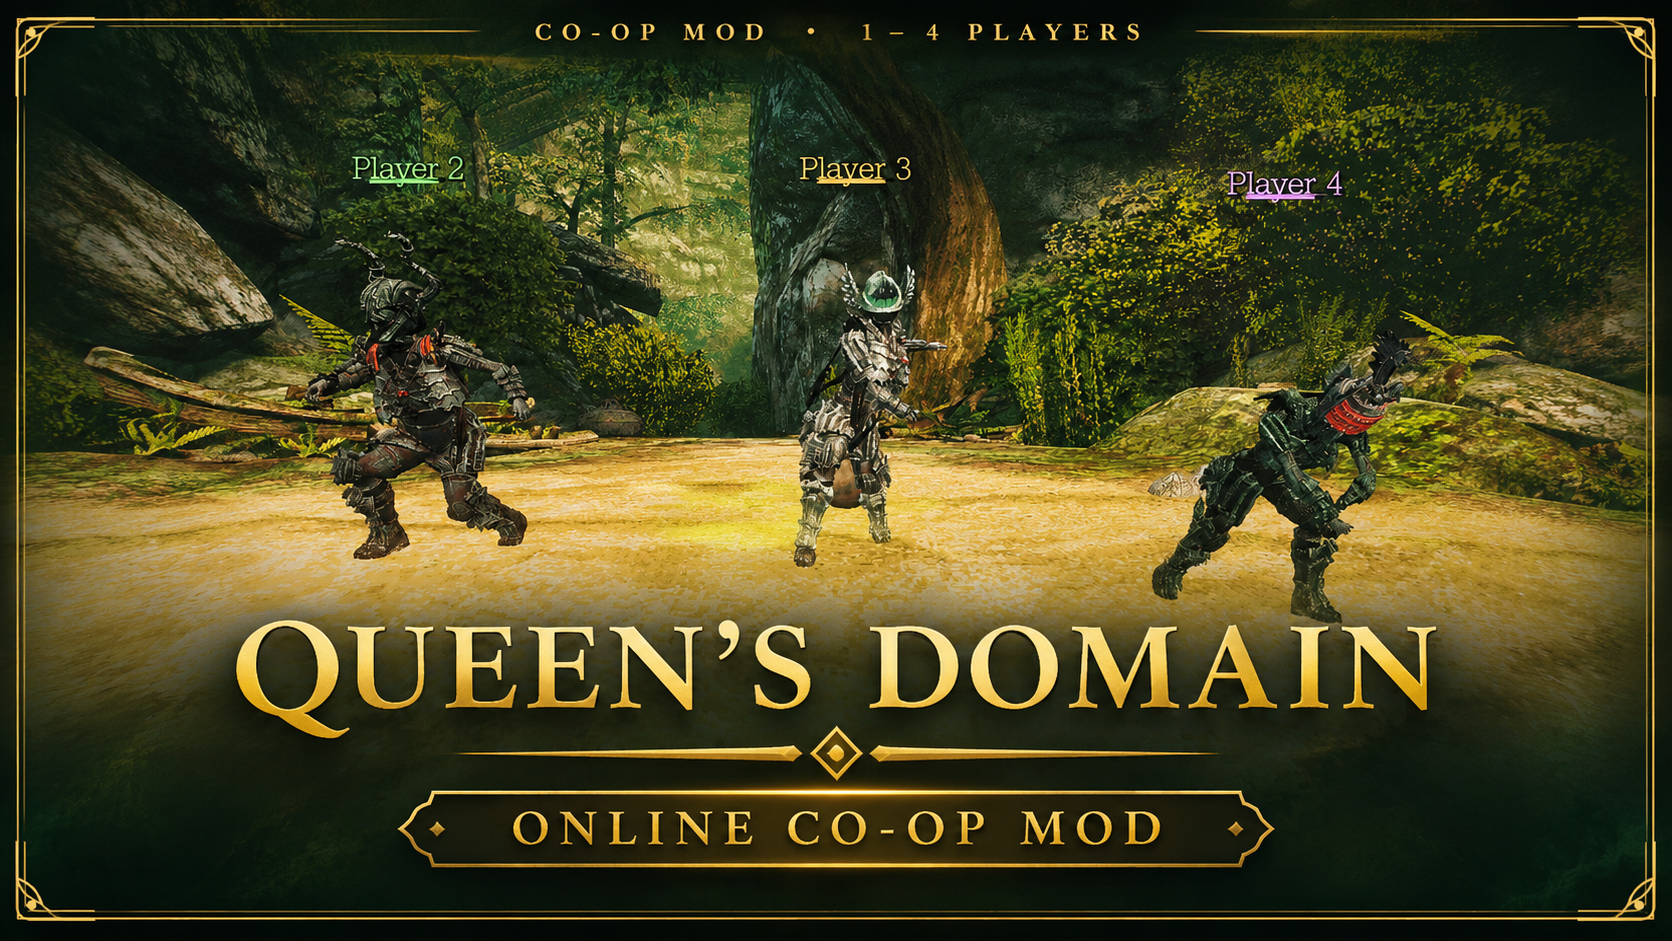 CO-OP MOD • 1 – 4 PLAYERS
Player 2
Player 3
Player 4
QUEEN’S DOMAIN
ONLINE CO-OP MOD